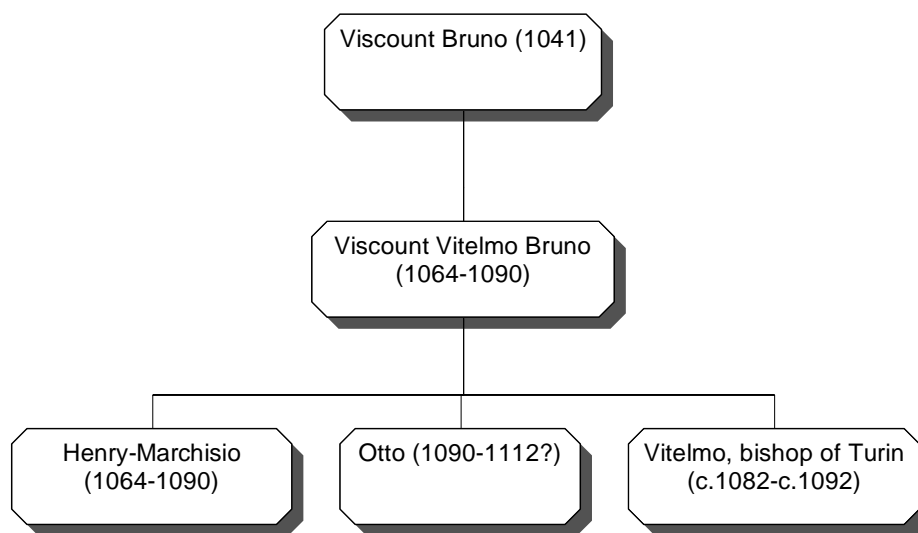 Viscount Bruno (1041)
Viscount Vitelmo Bruno
(1064-1090)
Henry-Marchisio
(1064-1090)
Otto (1090-1112?)
Vitelmo, bishop of Turin
(c.1082-c.1092)